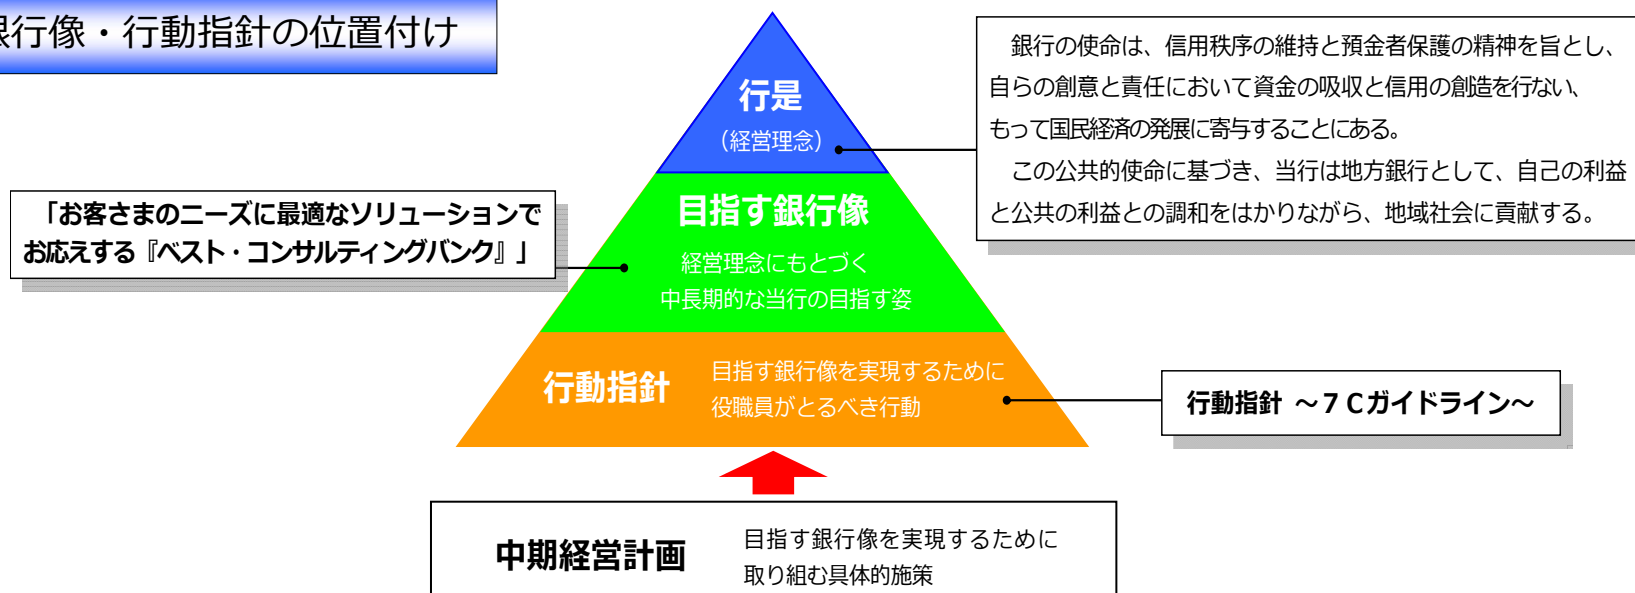 行像・行動指針の位置付け
行是
（経営理念）
銀行の使命は、信用秩序の維持と預金者保護の精神を旨とし、
自らの創意と責任において資金の吸収と信用の創造を行ない、
もって国民経済の発展に寄与することにある。
この公共的使命に基づき、当行は地方銀行として、自己の利益
と公共の利益との調和をはかりながら、地域社会に貢献する。
「お客さまのニーズに最適なソリューションで
お応えする『ベスト・コンサルティングバンク』」
目指す銀行像
経営理念にもとづく
中長期的な当行の目指す姿
行動指針
目指す銀行像を実現するために
役職員がとるべき行動
行動指針 ～７Ｃガイドライン～
中期経営計画
目指す銀行像を実現するために
取り組む具体的施策